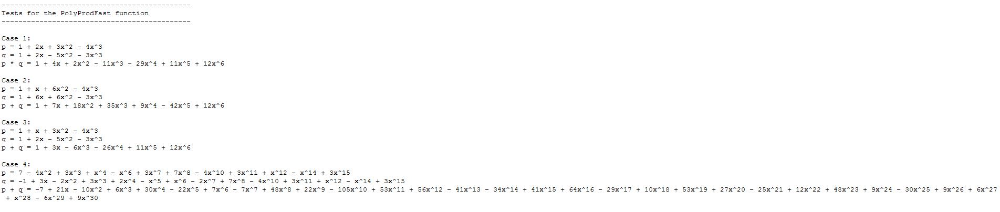 ---------------------------------------------
Tests for the PolyProdFast function
---------------------------------------------
Case 1:
p = 1 + 2x + 3x^2 - 4x^3
q = 1 + 2x - 5x^2 - 3x^3
p * q = 1 + 4x + 2x^2 - 11x^3 - 29x^4 + 11x^5 + 12x^6
Case 2:
p = 1 + x + 6x^2 - 4x^3
q = 1 + 6x + 6x^2 - 3x^3
p + q = 1 + 7x + 18x^2 + 35x^3 + 9x^4 - 42x^5 + 12x^6
Case 3:
p = 1 + x + 3x^2 - 4x^3
q = 1 + 2x - 5x^2 - 3x^3
p + q = 1 + 3x - 6x^3 - 26x^4 + 11x^5 + 12x^6
Case 4:
p = 7 - 4x^2 + 3x^3 + x^4 - x^6 + 3x^7 + 7x^8 - 4x^10 + 3x^11 + x^12 - x^14 + 3x^15
q = -1 + 3x - 2x^2 + 3x^3 + 2x^4 - x^5 + x^6 - 2x^7 + 7x^8 - 4x^10 + 3x^11 + x^12 - x^14 + 3x^15
p + q = -7 + 21x - 10x^2 + 6x^3 + 30x^4 - 22x^5 + 7x^6 - 7x^7 + 48x^8 + 22x^9 - 105x^10 + 53x^11 + 56x^12 - 41x^13 - 34x^14 + 41x^15 + 64x^16 - 29x^17 + 10x^18 + 53x^19 + 27x^20 - 25x^21 + 12x^22 + 48x^23 + 9x^24 - 30x^25 + 9x^26 + 6x^27
+ x^28 - 6x^29 + 9x^30